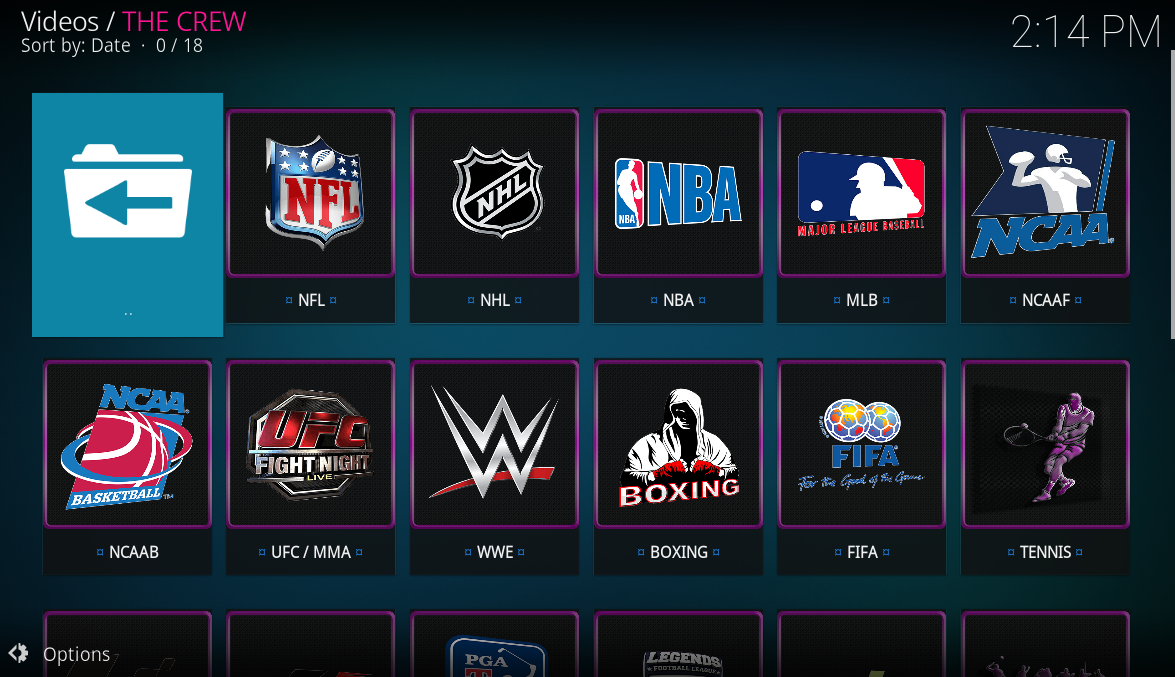 Videos / THE CREW
Sort by: Date · 0 / 18
2:14 PM
..
NFL
NHL
NBA
NBA
MAJOR LEAGUE BASEBALL
NCAA
¤ NFL ¤
¤ NHL ¤
¤ NBA ¤
¤ MLB ¤
¤ NCAAF ¤
NCAA
BASKETBALL™
UFC
FIGHT NIGHT
LIVE
W
BOXING
FIFA
For the Good of the Game
¤ NCAAB
¤ UFC / MMA ¤
¤ WWE ¤
¤ BOXING ¤
¤ FIFA ¤
¤ TENNIS ¤
PGA
LEGENDS
FOOTBALL LEAGUE
Options